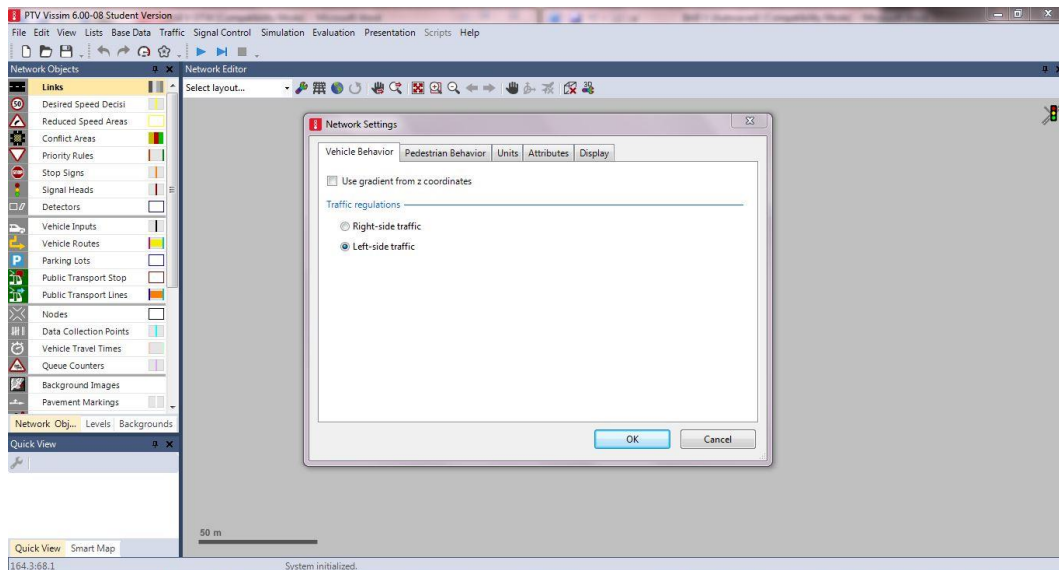 PTV Vissim 6.00-08 Student Version
File Edit View Lists Base Data Traffic Signal Control Simulation Evaluation Presentation Scripts Help
Network Objects
Network Editor
Links
Select layout...
50
Desired Speed Decisi
Reduced Speed Areas
Conflict Areas
Priority Rules
STOP
Stop Signs
Signal Heads
Detectors
Vehicle Inputs
Vehicle Routes
P
Parking Lots
Public Transport Stop
Public Transport Lines
Nodes
Data Collection Points
Vehicle Travel Times
Queue Counters
Background Images
Pavement Markings
Network Obj... Levels Backgrounds
Quick View
Quick View Smart Map
Network Settings
Vehicle Behavior Pedestrian Behavior Units Attributes Display
Use gradient from z coordinates
Traffic regulations
Right-side traffic
Left-side traffic
OK Cancel
50 m
164.3:68.1 System initialized.